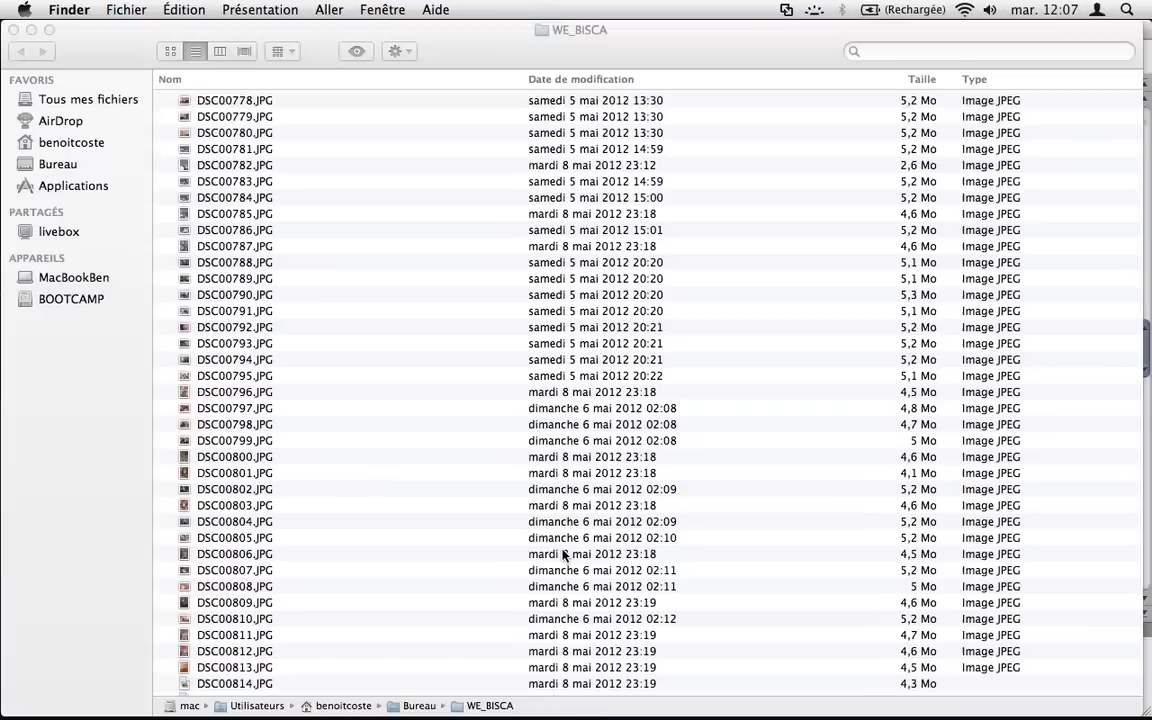 Finder Fichier Édition Présentation Aller Fenêtre Aide (Rechargée) mar. 12:07
WE_BISCA
FAVORIS
Tous mes fichiers
AirDrop
benoitcoste
Bureau
Applications
PARTAGÉS
livebox
APPAREILS
MacBookBen
BOOTCAMP
Nom Date de modification Taille Type
DSC00778.JPG samedi 5 mai 2012 13:30 5,2 Mo Image JPEG
DSC00779.JPG samedi 5 mai 2012 13:30 5,2 Mo Image JPEG
DSC00780.JPG samedi 5 mai 2012 13:30 5,2 Mo Image JPEG
DSC00781.JPG samedi 5 mai 2012 14:59 5,2 Mo Image JPEG
DSC00782.JPG mardi 8 mai 2012 23:12 2,6 Mo Image JPEG
DSC00783.JPG samedi 5 mai 2012 14:59 5,2 Mo Image JPEG
DSC00784.JPG samedi 5 mai 2012 15:00 5,2 Mo Image JPEG
DSC00785.JPG mardi 8 mai 2012 23:18 4,6 Mo Image JPEG
DSC00786.JPG samedi 5 mai 2012 15:01 5,2 Mo Image JPEG
DSC00787.JPG mardi 8 mai 2012 23:18 4,6 Mo Image JPEG
DSC00788.JPG samedi 5 mai 2012 20:20 5,1 Mo Image JPEG
DSC00789.JPG samedi 5 mai 2012 20:20 5,1 Mo Image JPEG
DSC00790.JPG samedi 5 mai 2012 20:20 5,3 Mo Image JPEG
DSC00791.JPG samedi 5 mai 2012 20:20 5,1 Mo Image JPEG
DSC00792.JPG samedi 5 mai 2012 20:21 5,2 Mo Image JPEG
DSC00793.JPG samedi 5 mai 2012 20:21 5,2 Mo Image JPEG
DSC00794.JPG samedi 5 mai 2012 20:21 5,2 Mo Image JPEG
DSC00795.JPG samedi 5 mai 2012 20:22 5,1 Mo Image JPEG
DSC00796.JPG mardi 8 mai 2012 23:18 4,5 Mo Image JPEG
DSC00797.JPG dimanche 6 mai 2012 02:08 4,8 Mo Image JPEG
DSC00798.JPG dimanche 6 mai 2012 02:08 4,7 Mo Image JPEG
DSC00799.JPG dimanche 6 mai 2012 02:08 5 Mo Image JPEG
DSC00800.JPG mardi 8 mai 2012 23:18 4,6 Mo Image JPEG
DSC00801.JPG mardi 8 mai 2012 23:18 4,1 Mo Image JPEG
DSC00802.JPG dimanche 6 mai 2012 02:09 5,2 Mo Image JPEG
DSC00803.JPG mardi 8 mai 2012 23:18 4,6 Mo Image JPEG
DSC00804.JPG dimanche 6 mai 2012 02:09 5,2 Mo Image JPEG
DSC00805.JPG dimanche 6 mai 2012 02:10 5,2 Mo Image JPEG
DSC00806.JPG mardi 8 mai 2012 23:18 4,5 Mo Image JPEG
DSC00807.JPG dimanche 6 mai 2012 02:11 5,2 Mo Image JPEG
DSC00808.JPG dimanche 6 mai 2012 02:11 5 Mo Image JPEG
DSC00809.JPG mardi 8 mai 2012 23:19 4,6 Mo Image JPEG
DSC00810.JPG dimanche 6 mai 2012 02:12 5,2 Mo Image JPEG
DSC00811.JPG mardi 8 mai 2012 23:19 4,7 Mo Image JPEG
DSC00812.JPG mardi 8 mai 2012 23:19 4,6 Mo Image JPEG
DSC00813.JPG mardi 8 mai 2012 23:19 4,5 Mo Image JPEG
DSC00814.JPG mardi 8 mai 2012 23:19 4,3 Mo
mac Utilisateurs benoitcoste Bureau WE_BISCA